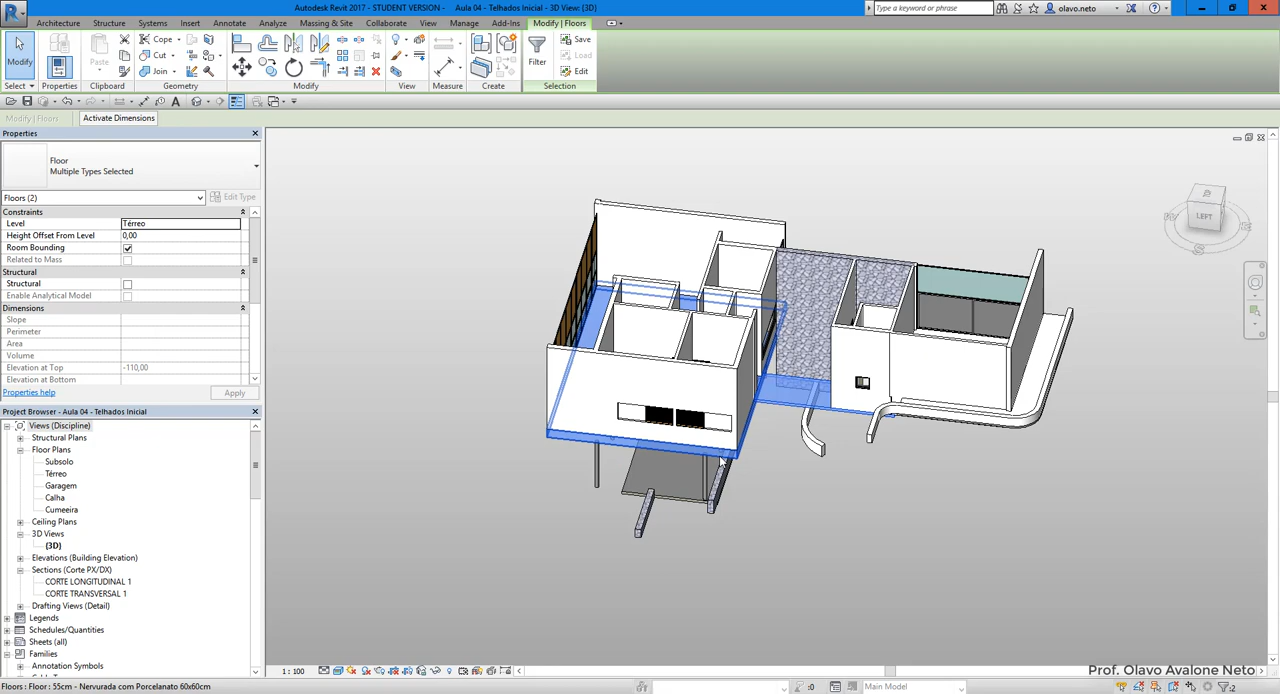 Autodesk Revit 2017 - STUDENT VERSION - Aula 04 - Telhados Inicial - 3D View: {3D}
Type a keyword or phrase
olavo.neto
Architecture Structure Systems Insert Annotate Analyze Massing & Site Collaborate View Manage Add-Ins Modify | Floors
Modify
Paste
Cope
Cut
Join
Filter
Save
Load
Edit
Select Properties Clipboard Geometry Modify View Measure Create Selection
Modify | Floors
Activate Dimensions
Properties
Floor
Multiple Types Selected
Floors (2)
Edit Type
Constraints
Level Térreo
Height Offset From Level 0,00
Room Bounding
Related to Mass
Structural
Structural
Enable Analytical Model
Dimensions
Slope
Perimeter
Area
Volume
Elevation at Top -110,00
Elevation at Bottom
Properties help
Apply
LEFT
Project Browser - Aula 04 - Telhados Inicial
Views (Discipline)
Structural Plans
Floor Plans
Subsolo
Térreo
Garagem
Calha
Cumeeira
Ceiling Plans
3D Views
{3D}
Elevations (Building Elevation)
Sections (Corte PX/DX)
CORTE LONGITUDINAL 1
CORTE TRANSVERSAL 1
Drafting Views (Detail)
Legends
Schedules/Quantities
Sheets (all)
Families
Annotation Symbols
1 : 100
Prof. Olavo Avalone Neto
Floors : Floor : 55cm - Nervurada com Porcelanato 60x60cm
:0
Main Model
:2